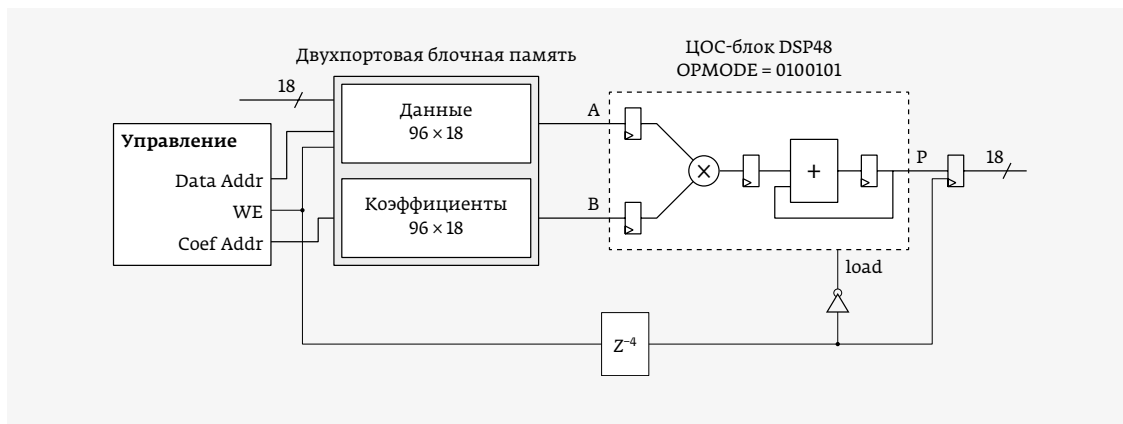 ЦОС-блок DSP48
OPMODE = 0100101
Двухпортовая блочная память
18
Данные
96 × 18
A
Управление
Data Addr
WE
Coef Addr
Коэффициенты
96 × 18
B
×
+
P
18
load
Z⁻⁴